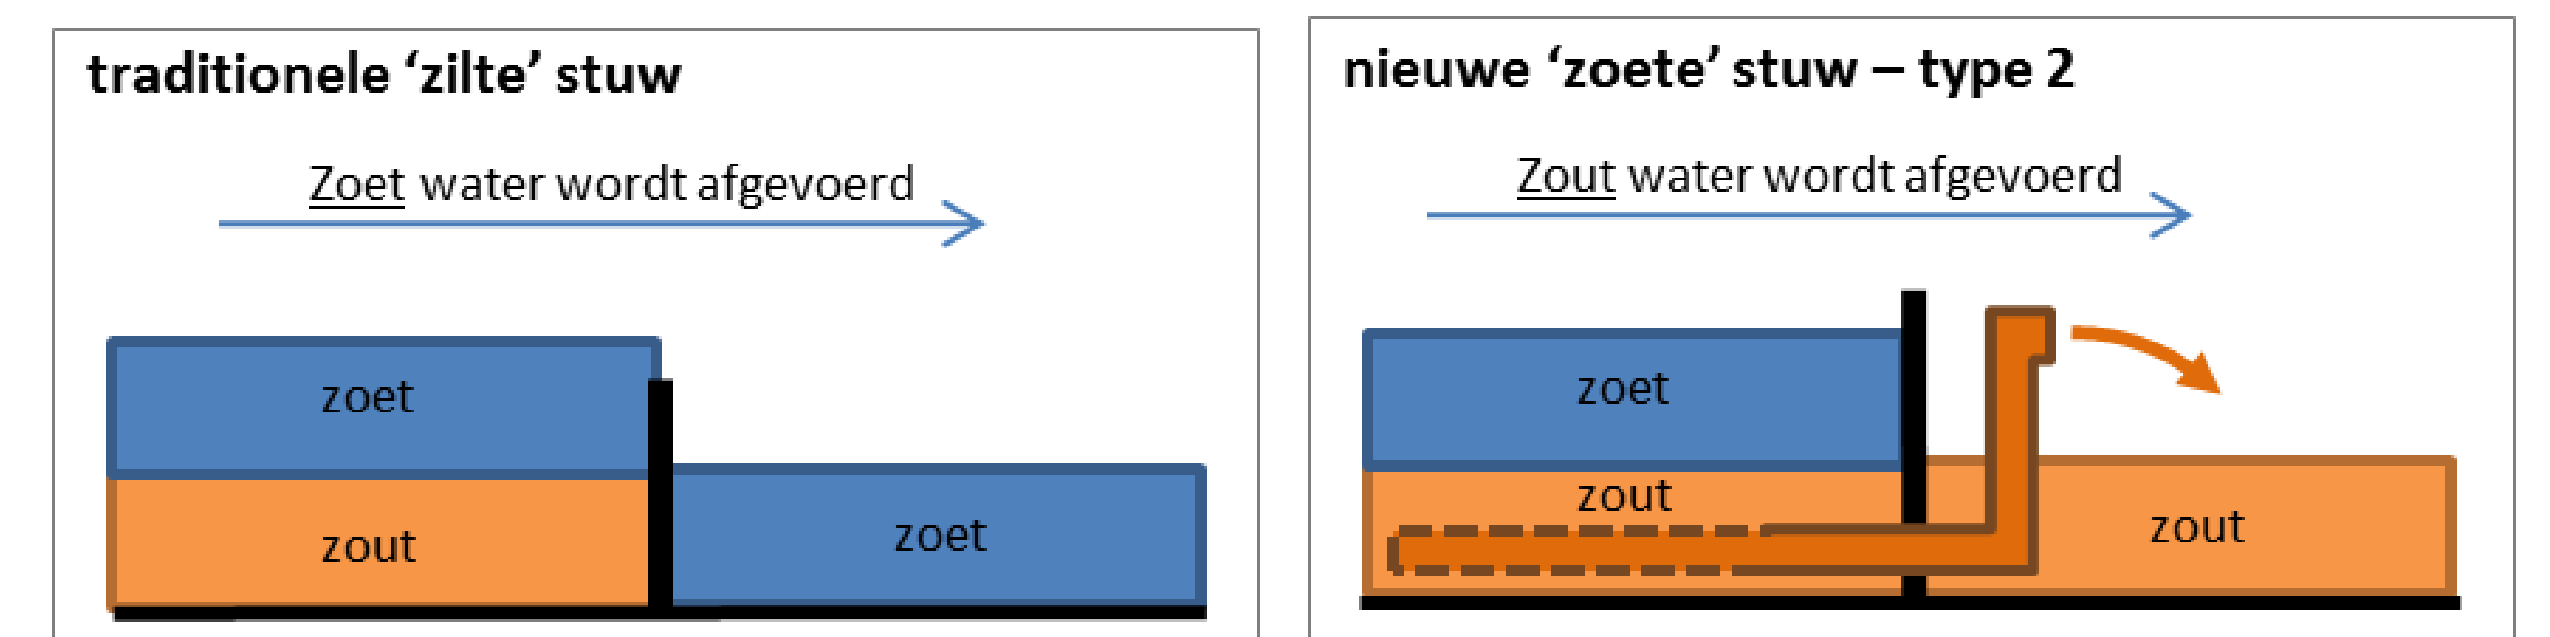 traditionele ‘zilte’ stuw
Zoet water wordt afgevoerd
zoet
zout
zoet
nieuwe ‘zoete’ stuw – type 2
Zout water wordt afgevoerd
zoet
zout
zout